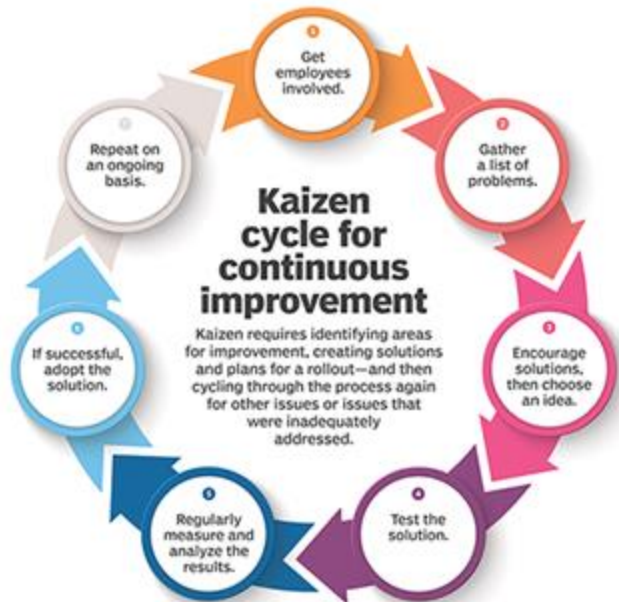 Kaizen
cycle for
continuous
improvement
Kaizen requires identifying areas
for improvement, creating solutions
and plans for a rollout—and then
cycling through the process again
for other issues or issues that
were inadequately
addressed.
Get
employees
involved.
2
Gather
a list of
problems.
3
Encourage
solutions,
then choose
an idea.
4
Test the
solution.
5
Regularly
measure and
analyze the
results.
6
If successful,
adopt the
solution.
7
Repeat on
an ongoing
basis.